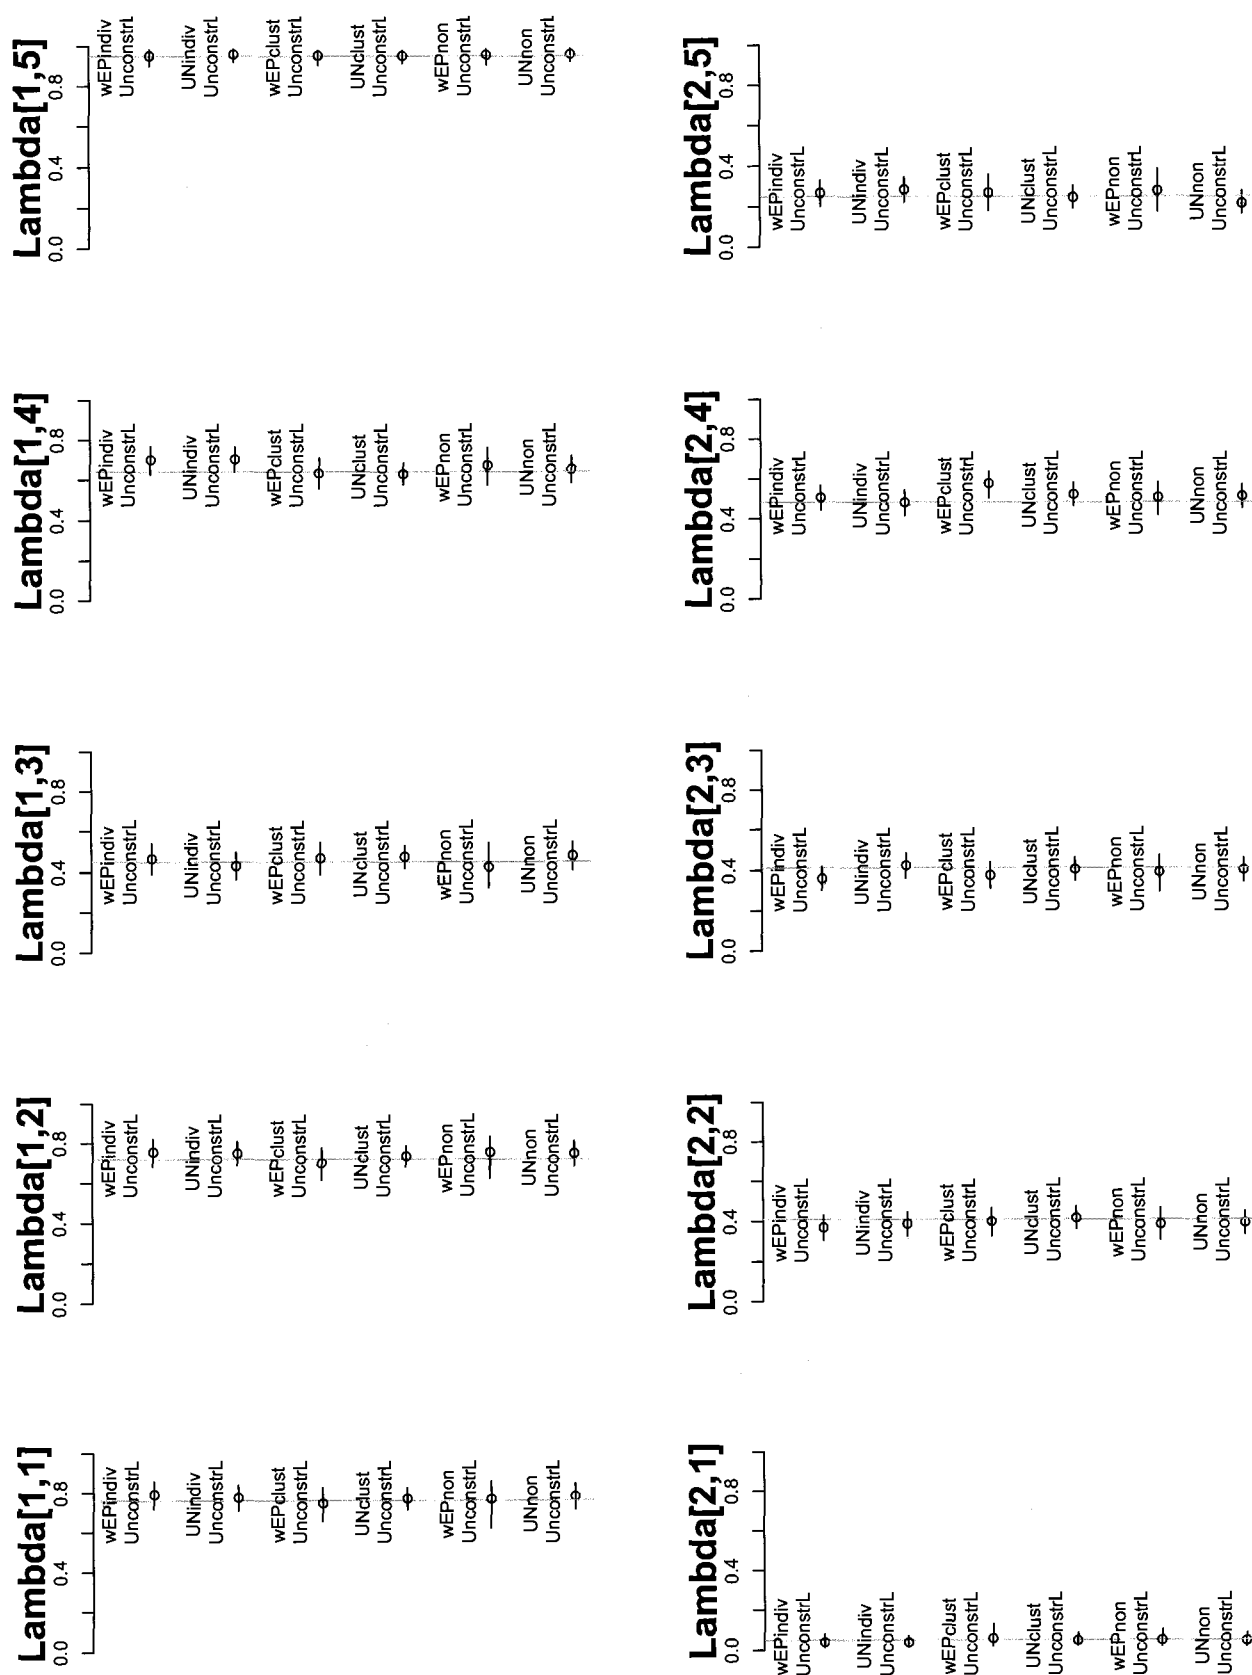 Lambda[1,1]
0.0 0.4 0.8
wEPindiv
UnconstrL
UNindiv
UnconstrL
wEPclust
UnconstrL
UNclust
UnconstrL
wEPnon
UnconstrL
UNnon
UnconstrL
Lambda[1,2]
0.0 0.4 0.8
wEPindiv
UnconstrL
UNindiv
UnconstrL
wEPclust
UnconstrL
UNclust
UnconstrL
wEPnon
UnconstrL
UNnon
UnconstrL
Lambda[1,3]
0.0 0.4 0.8
wEPindiv
UnconstrL
UNindiv
UnconstrL
wEPclust
UnconstrL
UNclust
UnconstrL
wEPnon
UnconstrL
UNnon
UnconstrL
Lambda[1,4]
0.0 0.4 0.8
wEPindiv
UnconstrL
UNindiv
UnconstrL
wEPclust
UnconstrL
UNclust
UnconstrL
wEPnon
UnconstrL
UNnon
UnconstrL
Lambda[1,5]
0.0 0.4 0.8
wEPindiv
UnconstrL
UNindiv
UnconstrL
wEPclust
UnconstrL
UNclust
UnconstrL
wEPnon
UnconstrL
UNnon
UnconstrL
Lambda[2,1]
0.0 0.4 0.8
wEPindiv
UnconstrL
UNindiv
UnconstrL
wEPclust
UnconstrL
UNclust
UnconstrL
wEPnon
UnconstrL
UNnon
UnconstrL
Lambda[2,2]
0.0 0.4 0.8
wEPindiv
UnconstrL
UNindiv
UnconstrL
wEPclust
UnconstrL
UNclust
UnconstrL
wEPnon
UnconstrL
UNnon
UnconstrL
Lambda[2,3]
0.0 0.4 0.8
wEPindiv
UnconstrL
UNindiv
UnconstrL
wEPclust
UnconstrL
UNclust
UnconstrL
wEPnon
UnconstrL
UNnon
UnconstrL
Lambda[2,4]
0.0 0.4 0.8
wEPindiv
UnconstrL
UNindiv
UnconstrL
wEPclust
UnconstrL
UNclust
UnconstrL
wEPnon
UnconstrL
UNnon
UnconstrL
Lambda[2,5]
0.0 0.4 0.8
wEPindiv
UnconstrL
UNindiv
UnconstrL
wEPclust
UnconstrL
UNclust
UnconstrL
wEPnon
UnconstrL
UNnon
UnconstrL